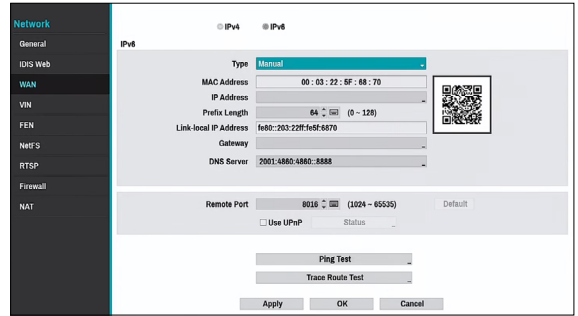 Network
General
IDIS Web
WAN
VIN
FEN
NetFS
RTSP
Firewall
NAT
IPv4 IPv6
IPv6
Type Manual
MAC Address 00 : 03 : 22 : 5F : 68 : 70
IP Address
Prefix Length 64 (0 ~ 128)
Link-local IP Address fe80::203:22ff:fe5f:6870
Gateway
DNS Server 2001:4860:4860::8888
Remote Port 8016 (1024 ~ 65535) Default
Use UPnP Status
Ping Test
Trace Route Test
Apply OK Cancel